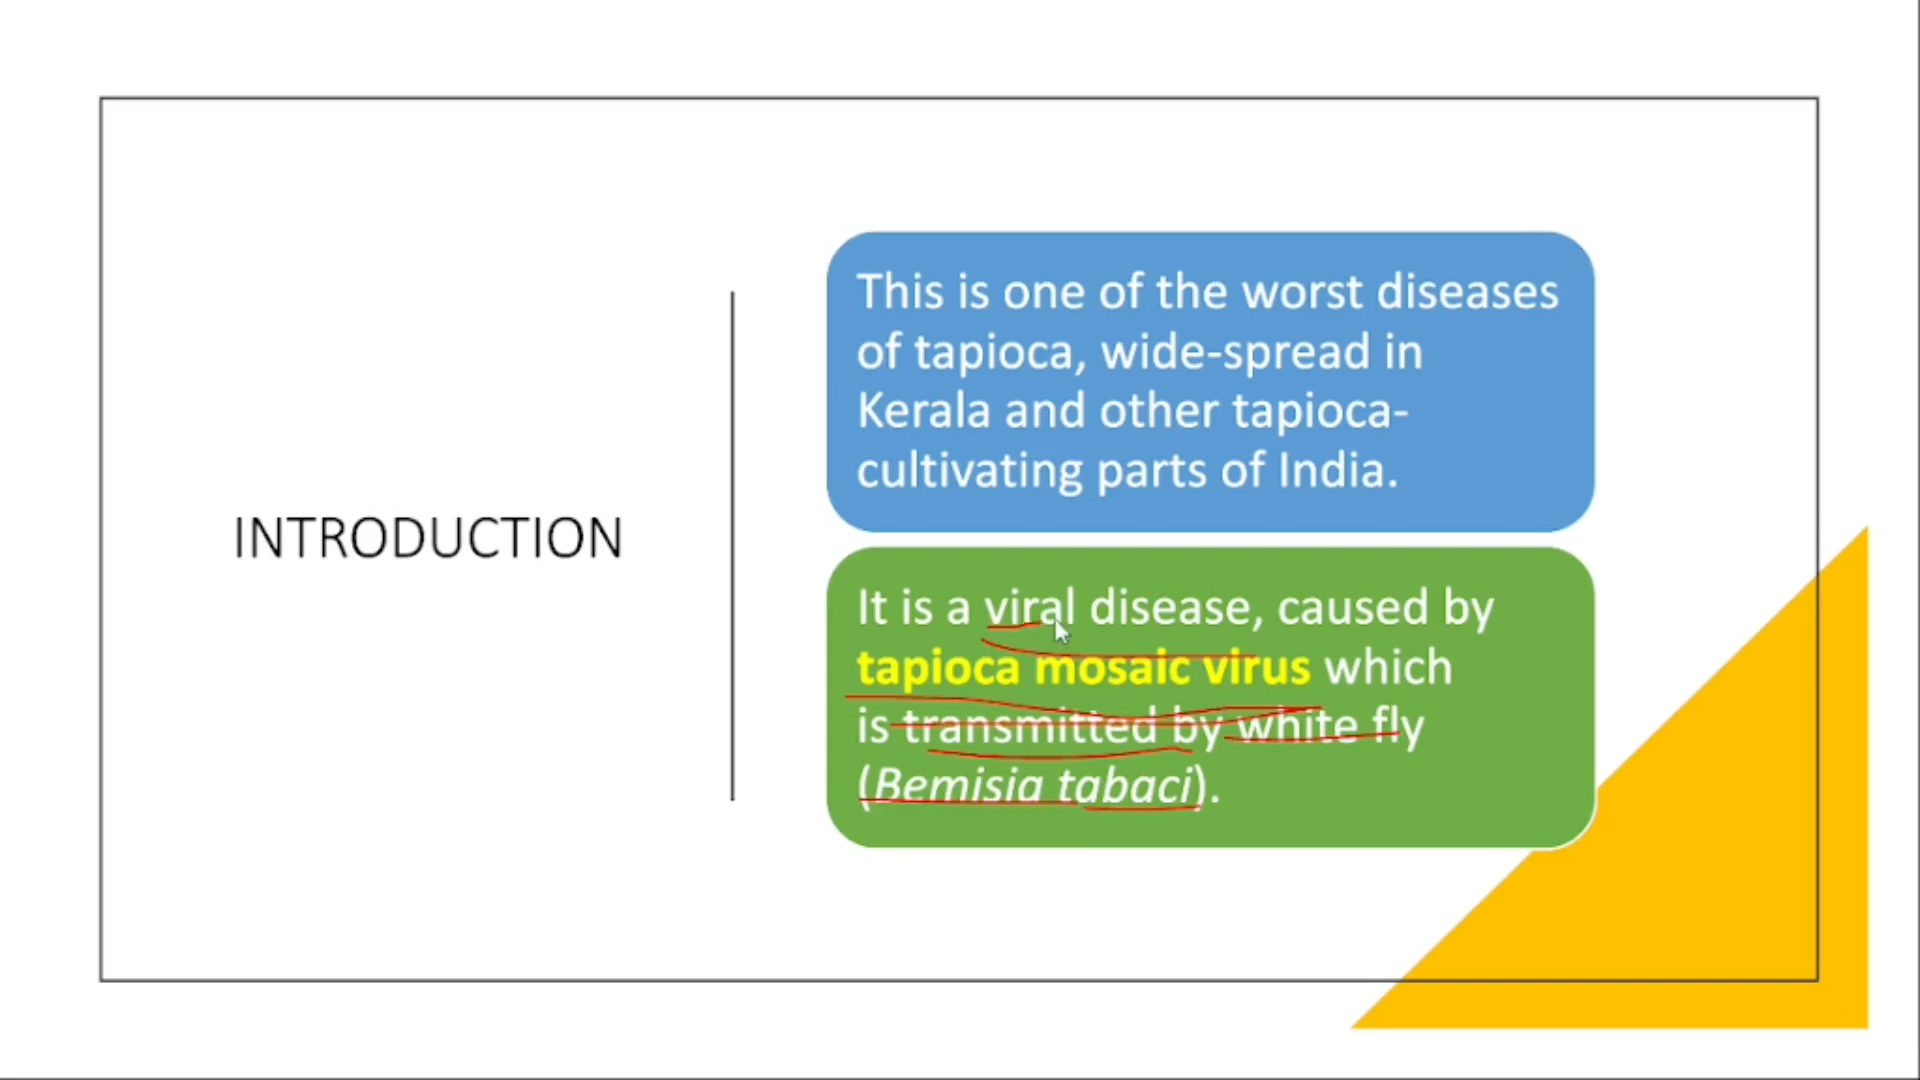 INTRODUCTION
This is one of the worst diseases
of tapioca, wide-spread in
Kerala and other tapioca-
cultivating parts of India.
It is a viral disease, caused by
tapioca mosaic virus which
is transmitted by white fly
(Bemisia tabaci).